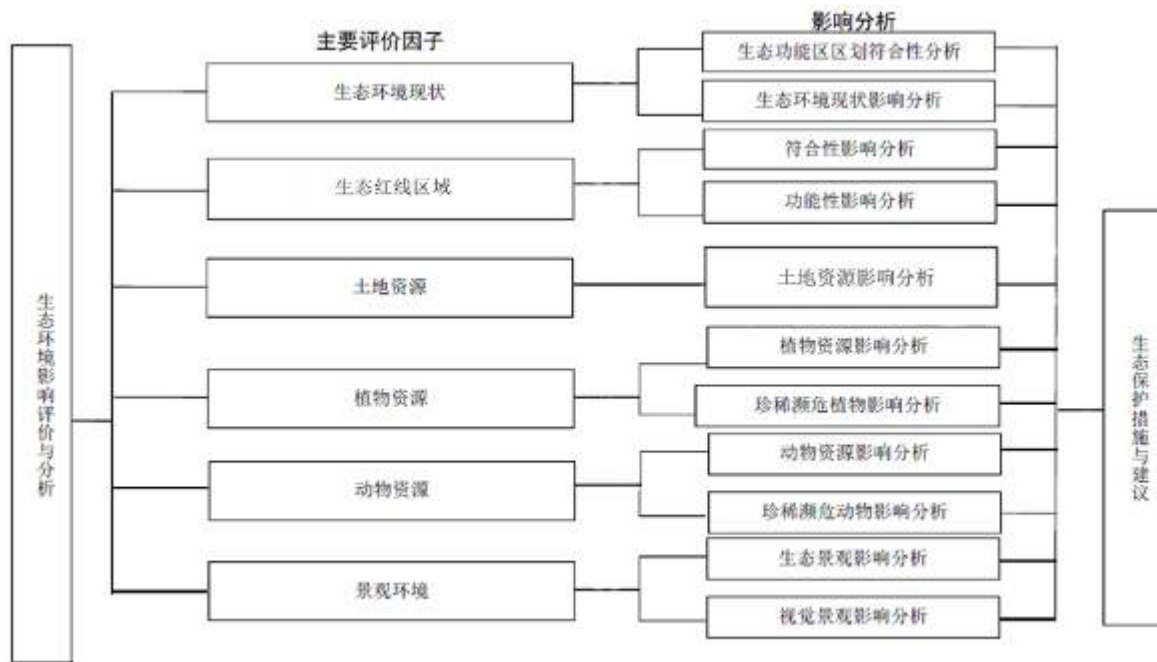 主要评价因子
影响分析
生态环境影响评价与分析
生态环境现状
生态功能区区划符合性分析
生态环境现状影响分析
生态红线区域
符合性影响分析
功能性影响分析
土地资源
土地资源影响分析
植物资源
植物资源影响分析
珍稀濒危植物影响分析
动物资源
动物资源影响分析
珍稀濒危动物影响分析
景观环境
生态景观影响分析
视觉景观影响分析
生态保护措施与建议